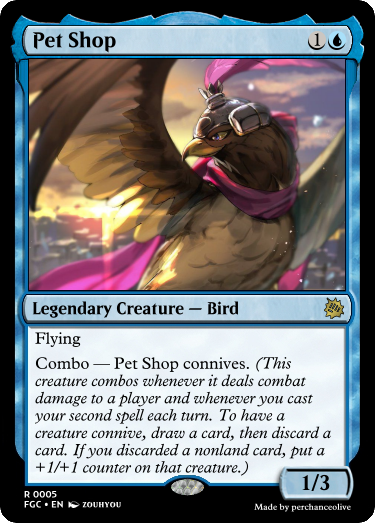 Pet Shop 1
Legendary Creature — Bird
Flying
Combo — Pet Shop connives. (This
creature combos whenever it deals combat
damage to a player and whenever you cast
your second spell each turn. To have a
creature connive, draw a card, then discard a
card. If you discarded a nonland card, put a
+1/+1 counter on that creature.)
1/3
R 0005
FGC • EN ZOUHYOU
Made by perchanceolive